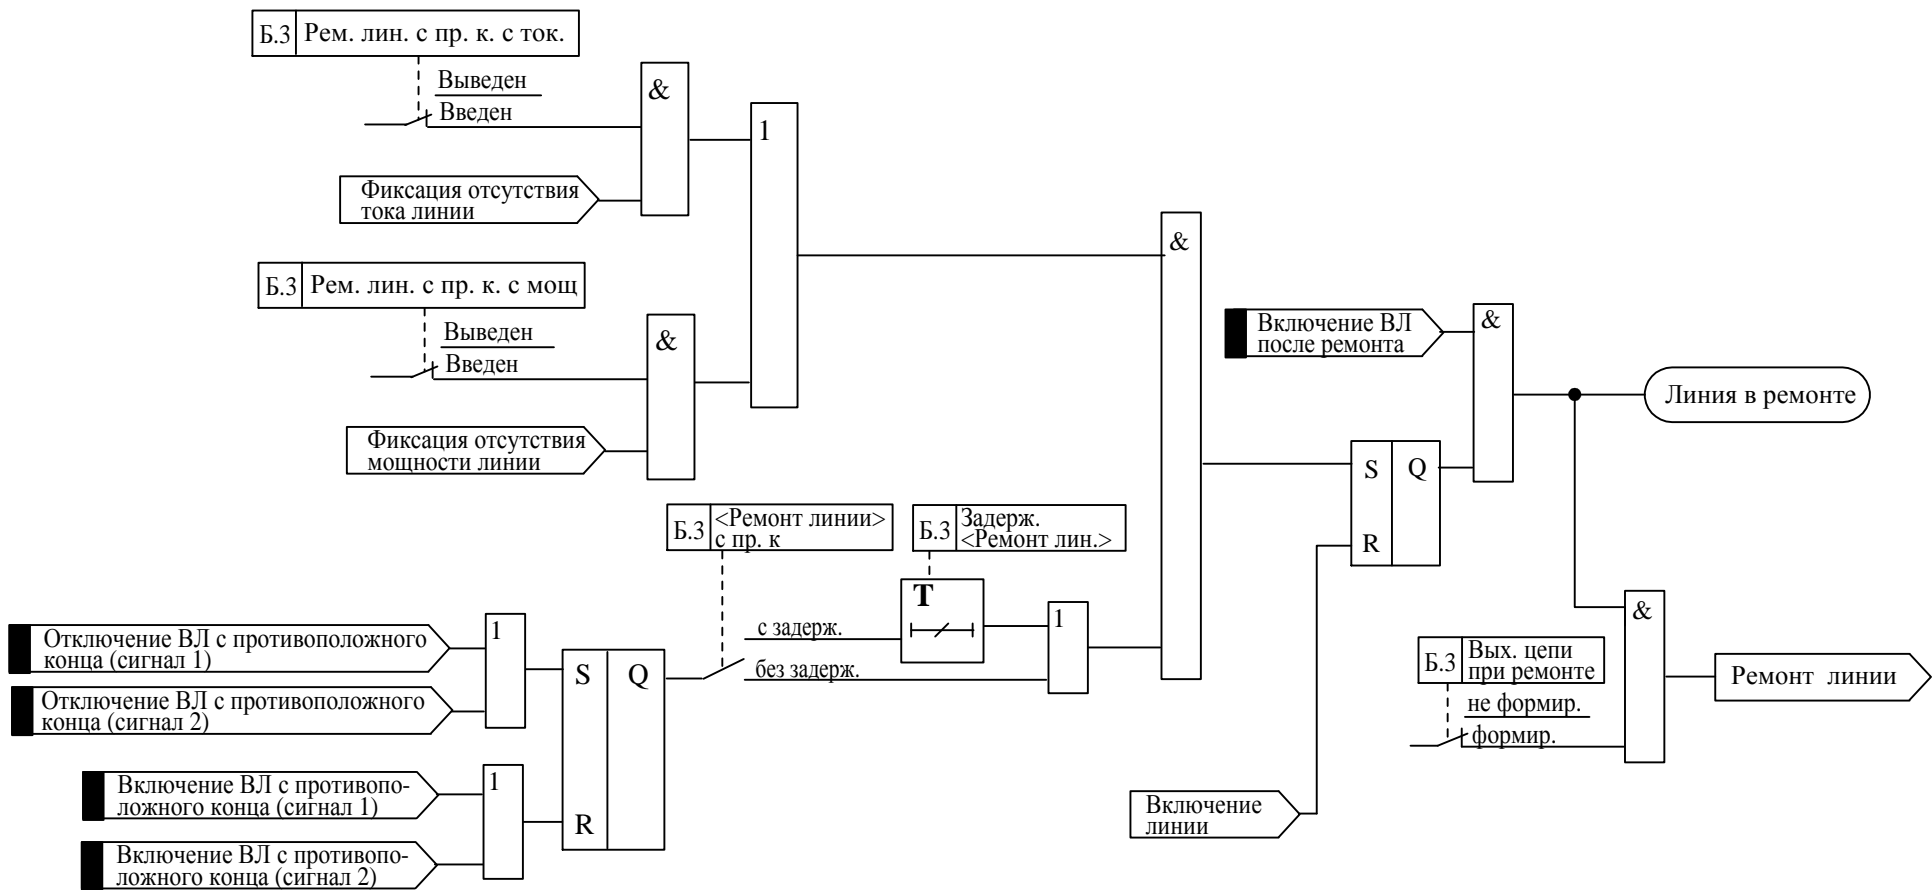 Б.3 Рем. лин. с пр. к. с ток.
Выведен
Введен
&
1
Фиксация отсутствия
тока линии
&
Б.3 Рем. лин. с пр. к. с мощ
Выведен
Введен
&
Фиксация отсутствия
мощности линии
Включение ВЛ
после ремонта
&
Линия в ремонте
S Q
R
Б.3 <Ремонт линии>
с пр. к
Б.3 Задерж.
<Ремонт лин.>
T
с задерж.
без задерж.
1
Отключение ВЛ с противоположного
конца (сигнал 1)
Отключение ВЛ с противоположного
конца (сигнал 2)
1
S Q
R
Включение ВЛ с противопо-
ложного конца (сигнал 1)
Включение ВЛ с противопо-
ложного конца (сигнал 2)
1
Включение
линии
Б.3 Вых. цепи
при ремонте
не формир.
формир.
&
Ремонт линии